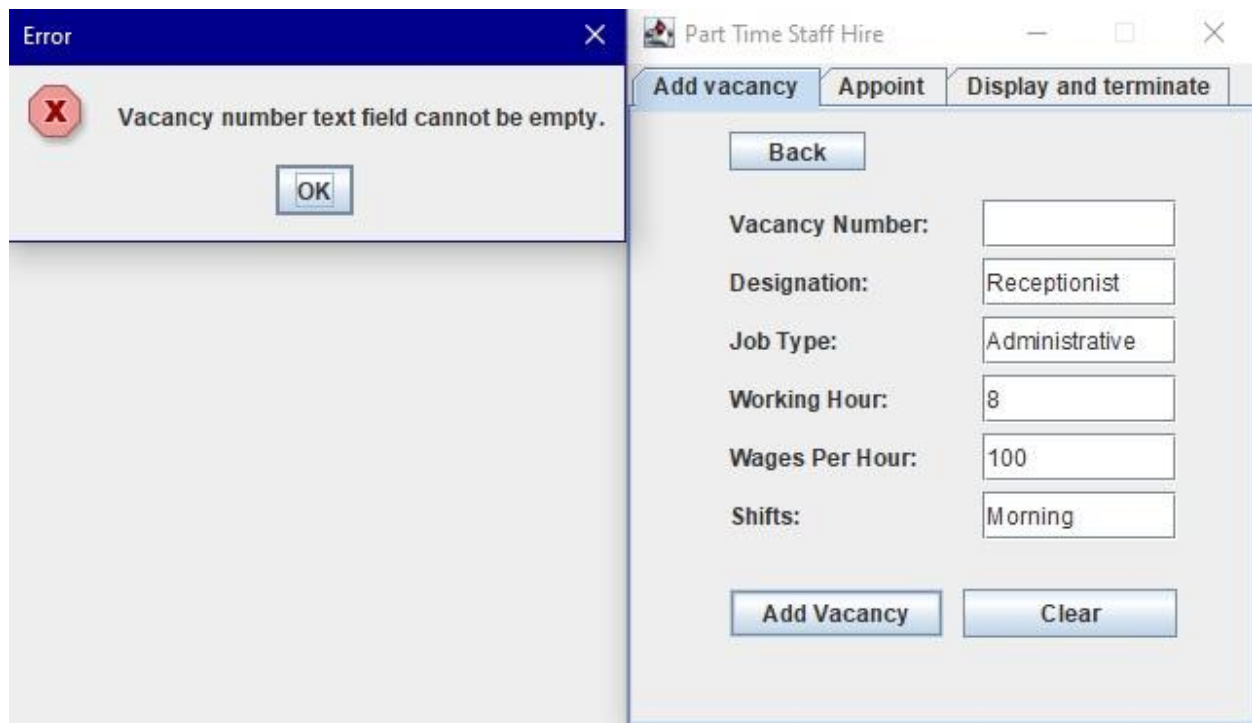 Error
Vacancy number text field cannot be empty.
OK
Part Time Staff Hire
Add vacancy Appoint Display and terminate
Back
Vacancy Number:
Designation: Receptionist
Job Type: Administrative
Working Hour: 8
Wages Per Hour: 100
Shifts: Morning
Add Vacancy Clear